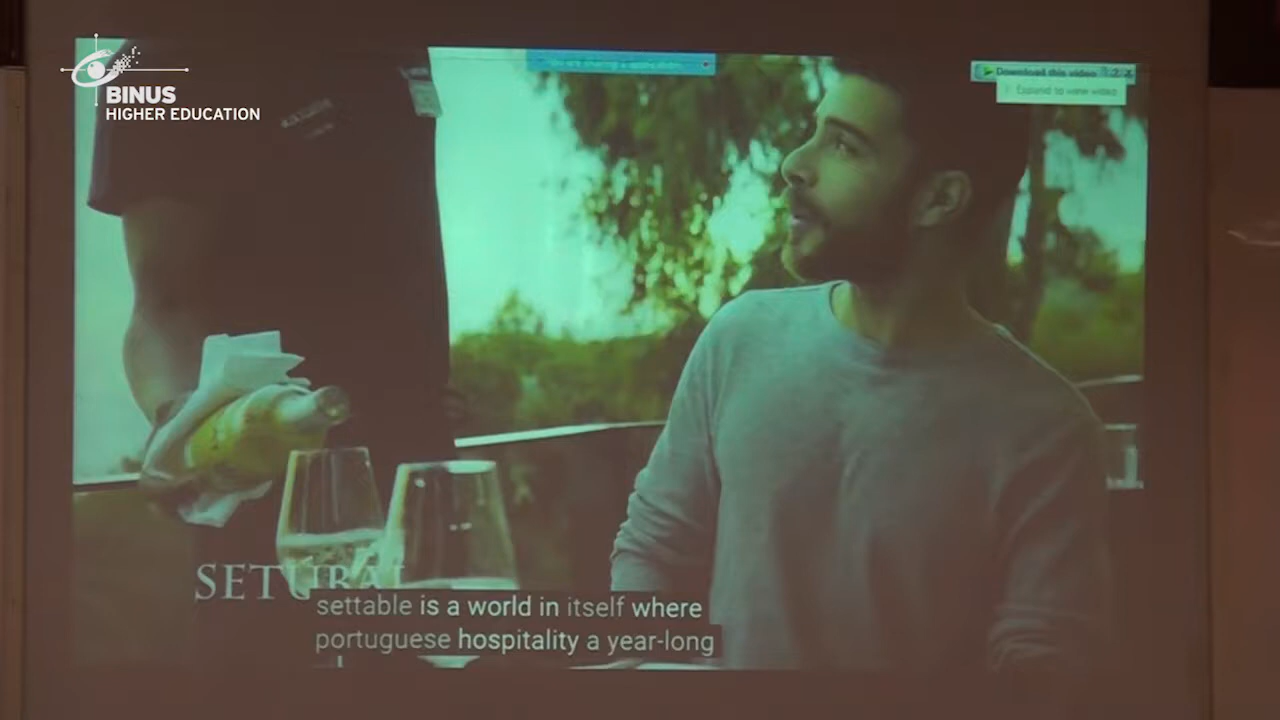 BINUS
HIGHER EDUCATION
Download this video
Expand to view video
SETUBAL
settable is a world in itself where
portuguese hospitality a year-long